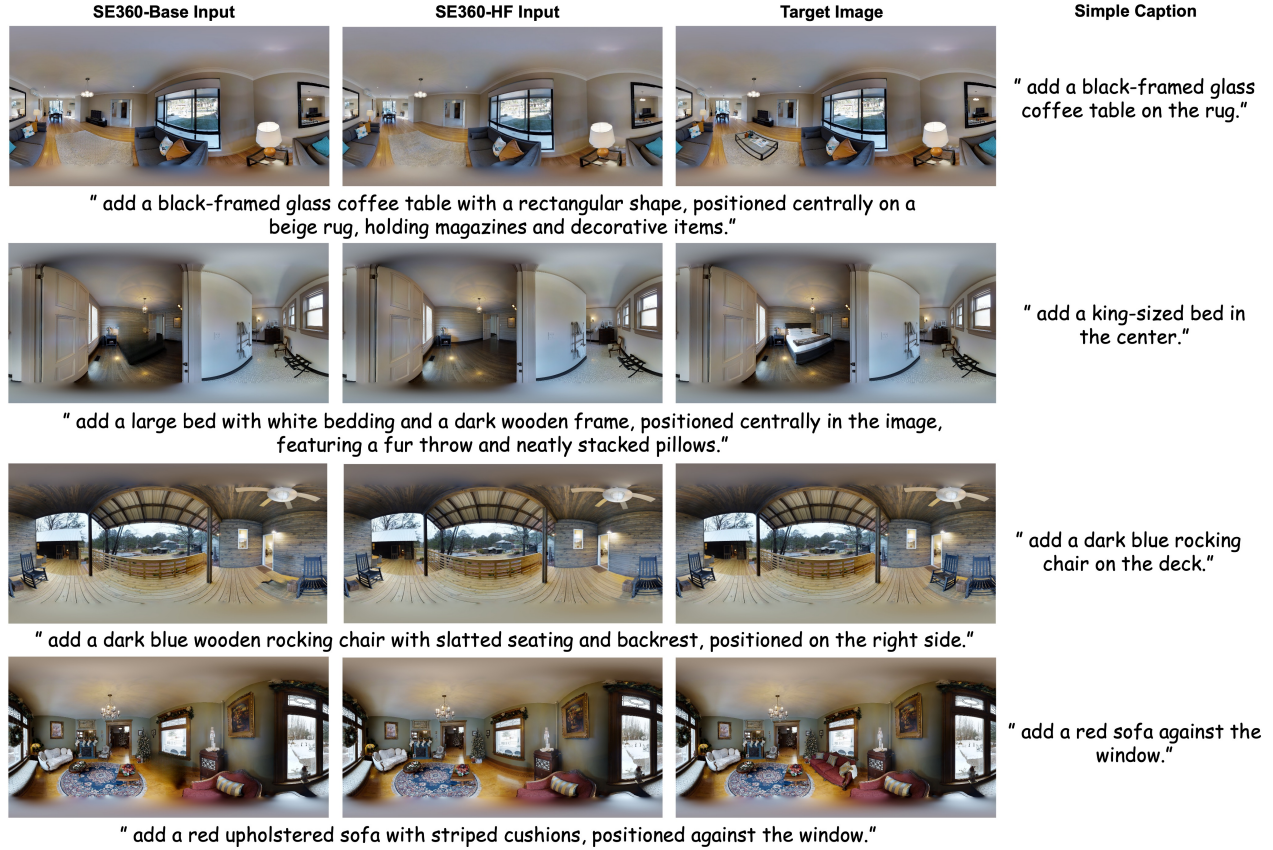 SE360-Base Input
SE360-HF Input
Target Image
Simple Caption
" add a black-framed glass
coffee table on the rug."
" add a black-framed glass coffee table with a rectangular shape, positioned centrally on a
beige rug, holding magazines and decorative items."
" add a king-sized bed in
the center."
" add a large bed with white bedding and a dark wooden frame, positioned centrally in the image,
featuring a fur throw and neatly stacked pillows."
" add a dark blue rocking
chair on the deck."
" add a dark blue wooden rocking chair with slatted seating and backrest, positioned on the right side."
" add a red sofa against the
window."
" add a red upholstered sofa with striped cushions, positioned against the window."